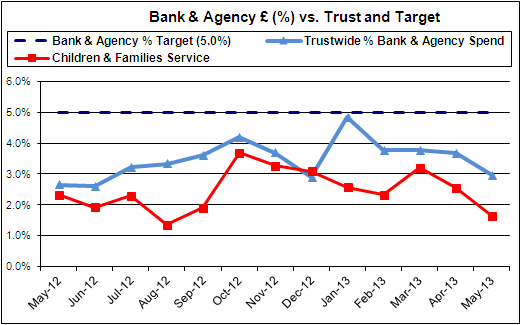 Bank & Agency £ (%) vs. Trust and Target
Bank & Agency % Target (5.0%) Trustwide % Bank & Agency Spend
Children & Families Service
6.0%
5.0%
4.0%
3.0%
2.0%
1.0%
0.0%
May-12 Jun-12 Jul-12 Aug-12 Sep-12 Oct-12 Nov-12 Dec-12 Jan-13 Feb-13 Mar-13 Apr-13 May-13